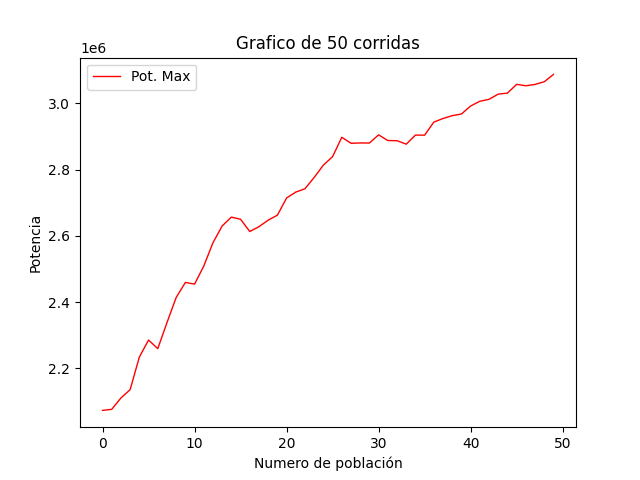 Grafico de 50 corridas
1e6
Pot. Max
3.0
2.8
2.6
2.4
2.2
Potencia
0 10 20 30 40 50
Numero de población